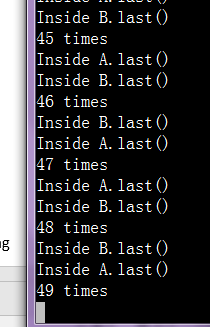 Inside A.last()
Inside B.last()
45 times
Inside A.last()
Inside B.last()
46 times
Inside B.last()
Inside A.last()
47 times
Inside A.last()
Inside B.last()
48 times
Inside B.last()
Inside A.last()
49 times